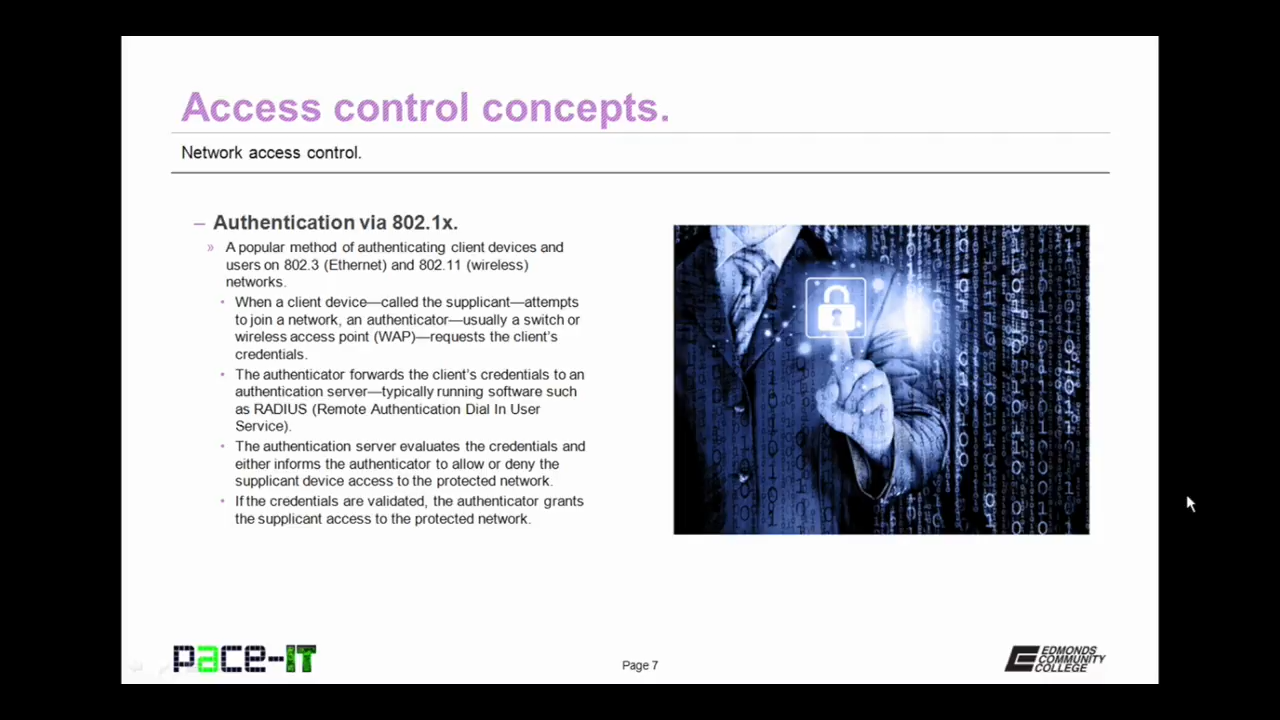 Access control concepts.
Network access control.
– Authentication via 802.1x.
» A popular method of authenticating client devices and
users on 802.3 (Ethernet) and 802.11 (wireless)
networks.
• When a client device—called the supplicant—attempts
to join a network, an authenticator—usually a switch or
wireless access point (WAP)—requests the client's
credentials.
• The authenticator forwards the client's credentials to an
authentication server—typically running software such
as RADIUS (Remote Authentication Dial In User
Service).
• The authentication server evaluates the credentials and
either informs the authenticator to allow or deny the
supplicant device access to the protected network.
• If the credentials are validated, the authenticator grants
the supplicant access to the protected network.
pace-IT
Page 7
EDMONDS
COMMUNITY
COLLEGE